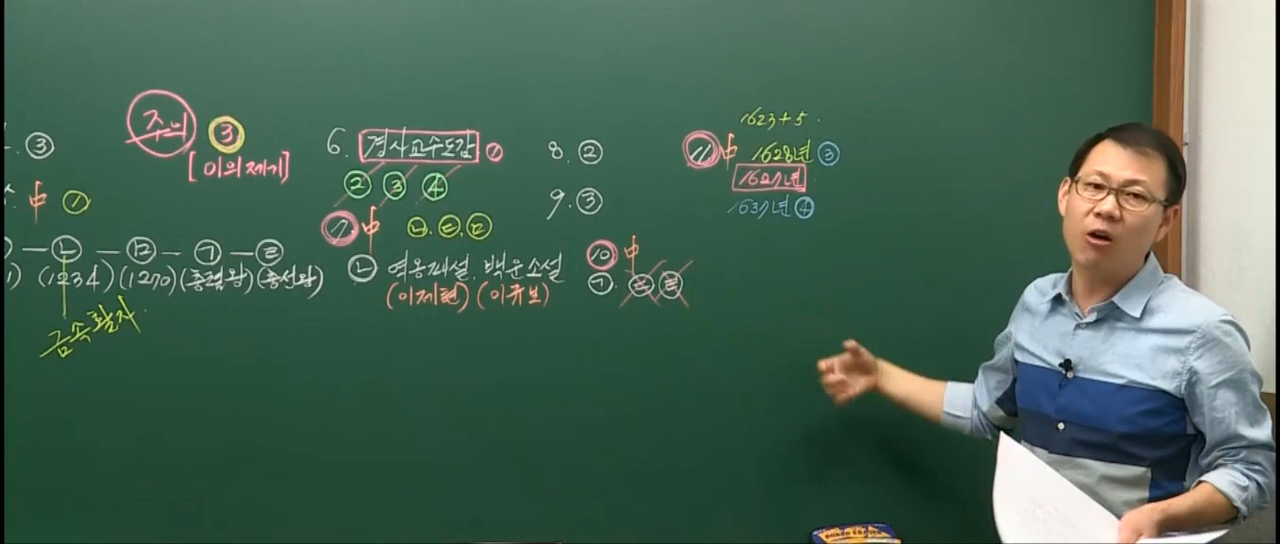 . ③
주의 ③
[이의제기]
中 ①
— ㄴ — ㅁ — ㄱ — ㄹ
1) (1234) (1270) (충렬왕) (충선왕)
금속활자
6. 경사교수도감 ①
② ③ ④
7. 中 ㄴ.ㄷ.ㅁ
ㄴ 역옹패설. 백운소설
(이제현) (이규보)
8. ②
9. ③
10 中
ㄱ. ㄷ ㄹ
1623+5.
11. 中 1628년 ③
1627년
1637년 ④